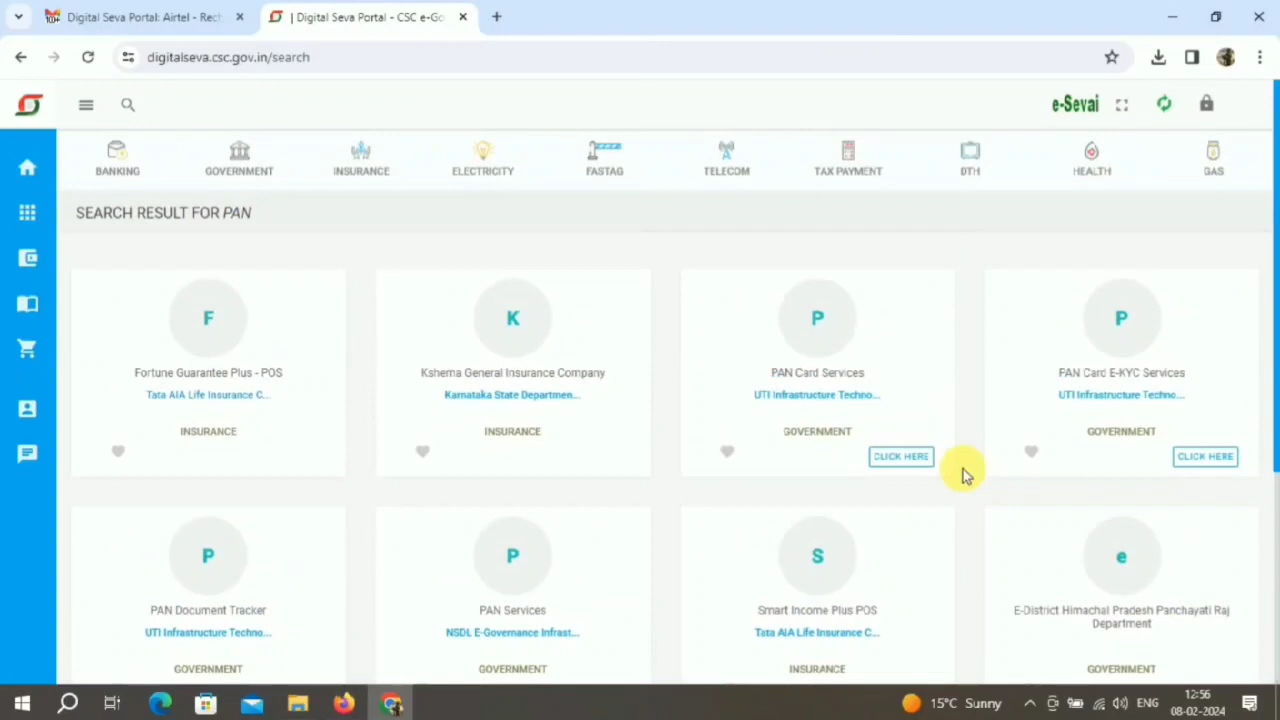 Digital Seva Portal: Airtel - Rect
| Digital Seva Portal - CSC e-Go
digitalseva.csc.gov.in/search
e-Sevai
BANKING
GOVERNMENT
INSURANCE
ELECTRICITY
FASTAG
TELECOM
TAX PAYMENT
DTH
HEALTH
GAS
SEARCH RESULT FOR PAN
F
K
P
P
Fortune Guarantee Plus - POS
Kshema General Insurance Company
PAN Card Services
PAN Card E-KYC Services
Tata AIA Life Insurance C...
Karnataka State Departmen...
UTI Infrastructure Techno...
UTI Infrastructure Techno...
INSURANCE
INSURANCE
GOVERNMENT
GOVERNMENT
CLICK HERE
CLICK HERE
P
P
S
e
PAN Document Tracker
PAN Services
Smart Income Plus POS
E-District Himachal Pradesh Panchayati Raj
Department
UTI Infrastructure Techno...
NSDL E-Governance Infrast...
Tata AIA Life Insurance C...
GOVERNMENT
GOVERNMENT
INSURANCE
GOVERNMENT
15°C Sunny
ENG
12:56
08-02-2024